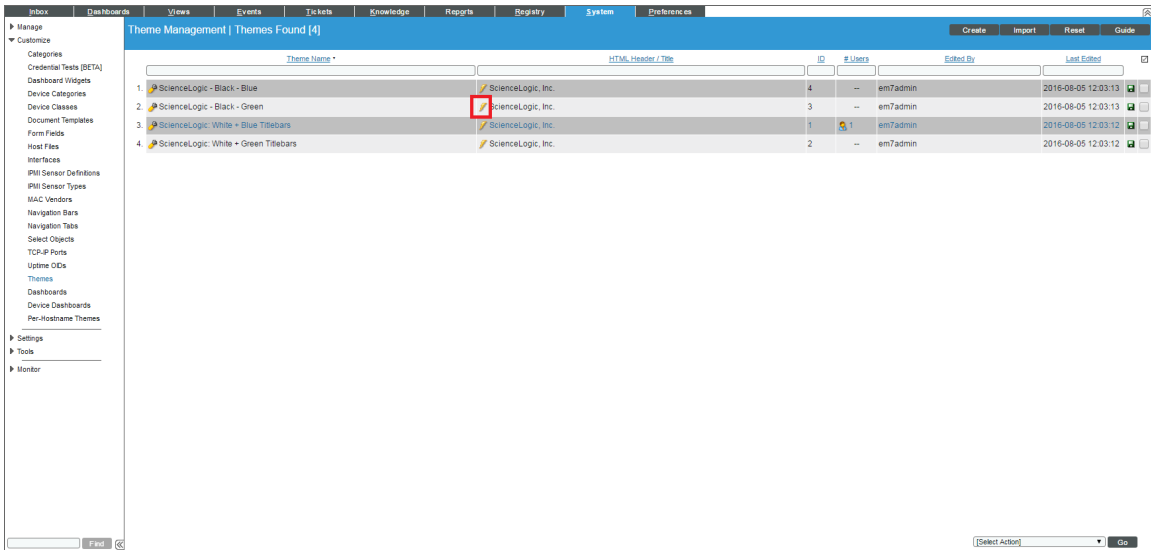 Inbox Dashboards Views Events Tickets Knowledge Reports Registry System Preferences
Manage
Customize
Categories
Credential Tests [BETA]
Dashboard Widgets
Device Categories
Device Classes
Document Templates
Form Fields
Host Files
Interfaces
IPMI Sensor Definitions
IPMI Sensor Types
MAC Vendors
Navigation Bars
Navigation Tabs
Select Objects
TCP-IP Ports
Uptime OIDs
Themes
Dashboards
Device Dashboards
Per-Hostname Themes
Settings
Tools
Monitor
Find
Theme Management | Themes Found [4] Create Import Reset Guide
Theme Name • HTML Header / Title ID # Users Edited By Last Edited
1. ScienceLogic - Black - Blue ScienceLogic, Inc. 4 -- em7admin 2016-08-05 12:03:13
2. ScienceLogic - Black - Green ScienceLogic, Inc. 3 -- em7admin 2016-08-05 12:03:13
3. ScienceLogic: White + Blue Titlebars ScienceLogic, Inc. 1 1 em7admin 2016-08-05 12:03:12
4. ScienceLogic: White + Green Titlebars ScienceLogic, Inc. 2 -- em7admin 2016-08-05 12:03:12
[Select Action] Go